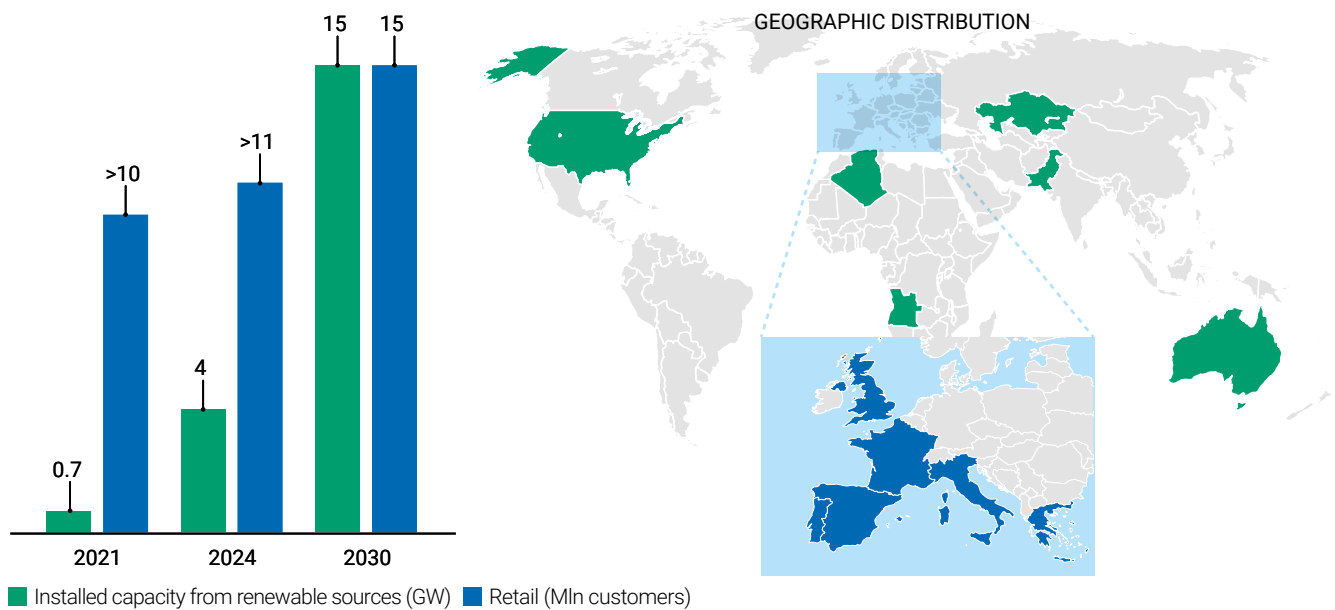 15 15
GEOGRAPHIC DISTRIBUTION
>11
>10
4
0.7
2021 2024 2030
Installed capacity from renewable sources (GW) Retail (Mln customers)